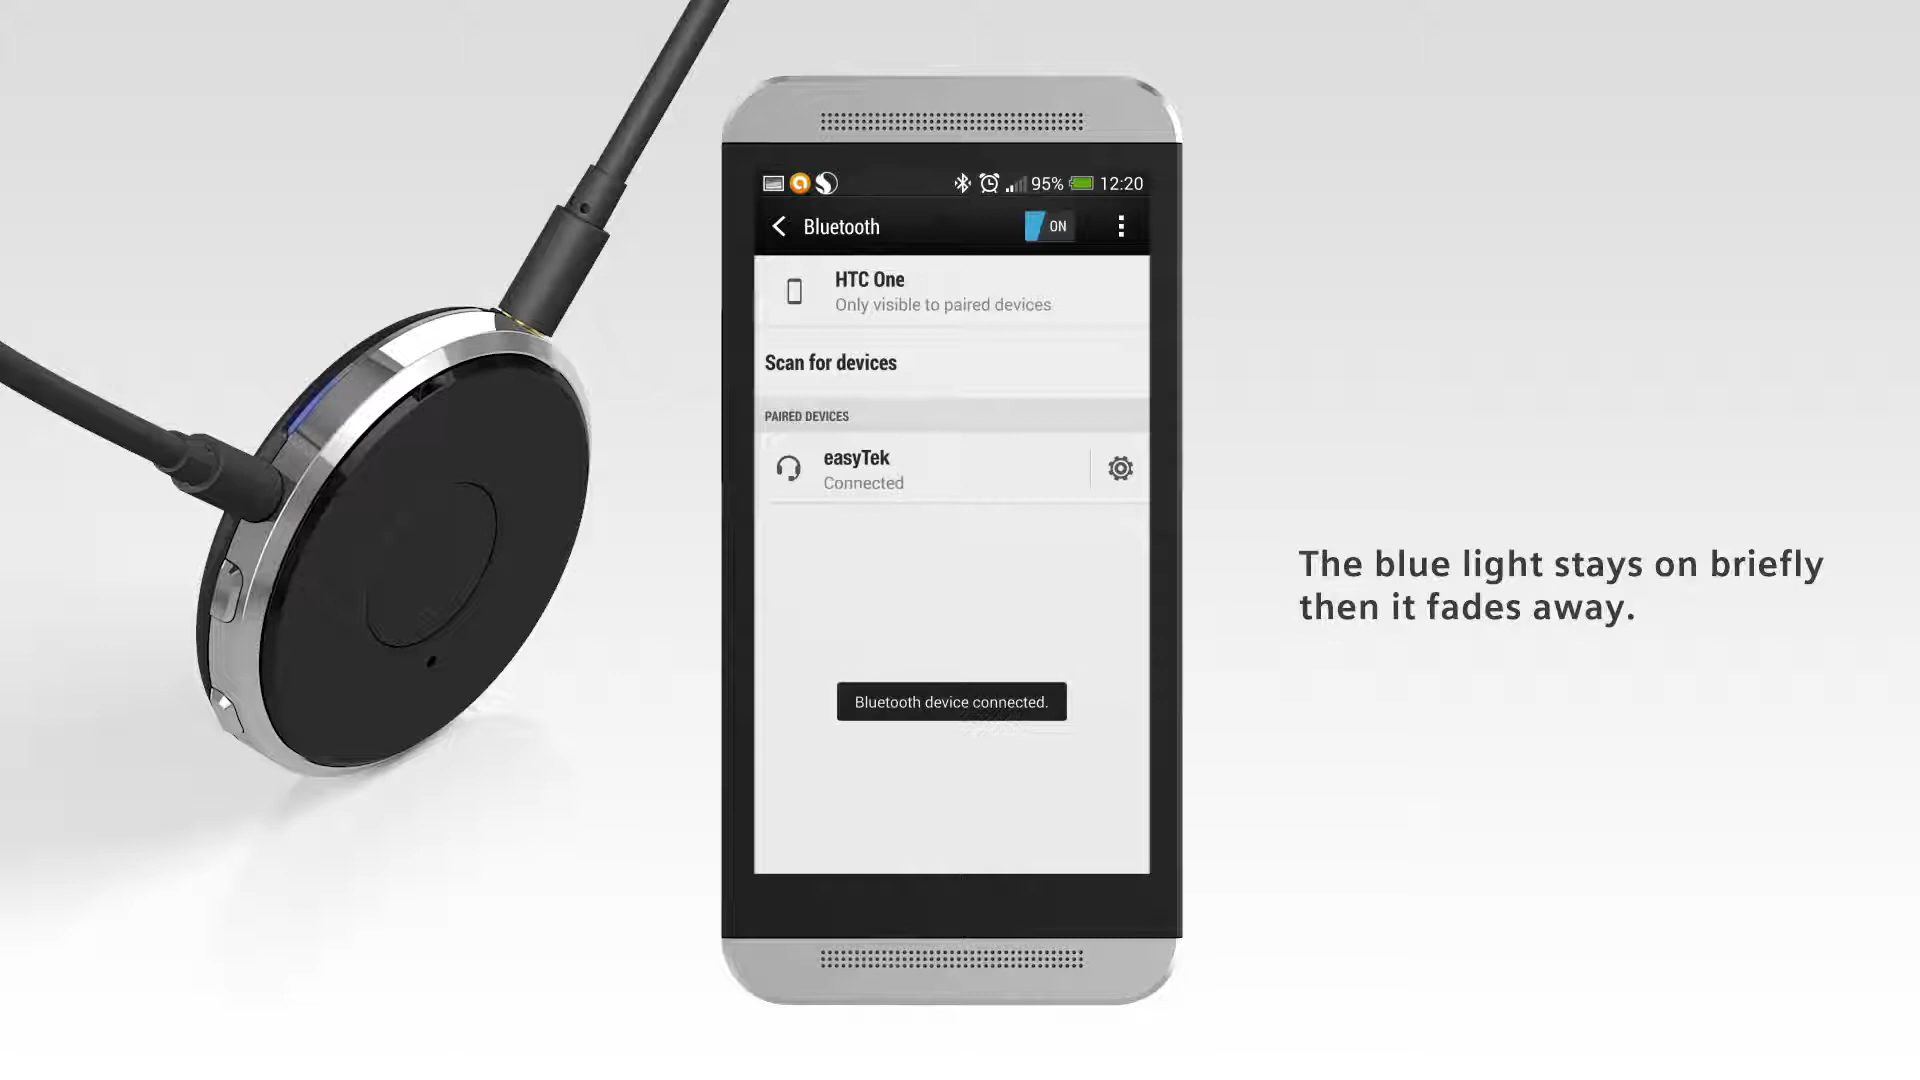 95% 12:20
Bluetooth ON
HTC One
Only visible to paired devices
Scan for devices
PAIRED DEVICES
easyTek
Connected
The blue light stays on briefly
then it fades away.
Bluetooth device connected.